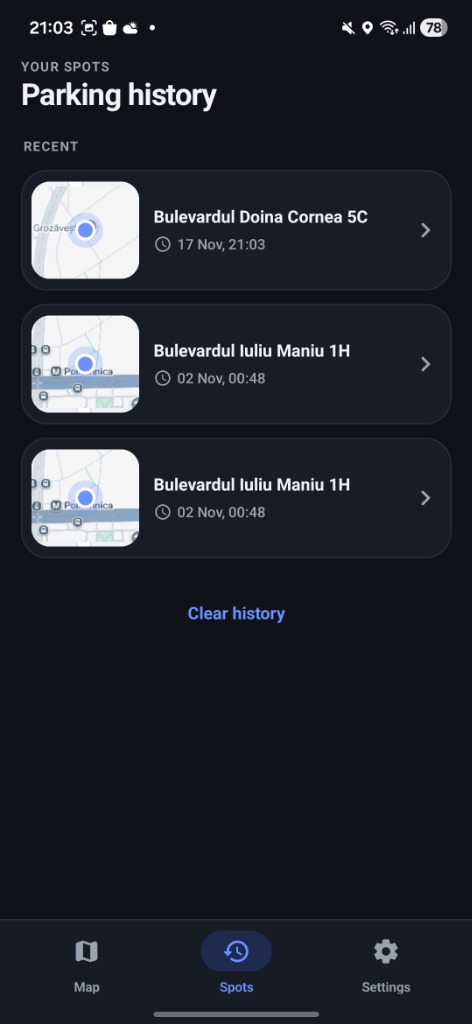 21:03
78
YOUR SPOTS
Parking history
RECENT
Bulevardul Doina Cornea 5C
17 Nov, 21:03
Bulevardul Iuliu Maniu 1H
02 Nov, 00:48
Bulevardul Iuliu Maniu 1H
02 Nov, 00:48
Clear history
Map
Spots
Settings